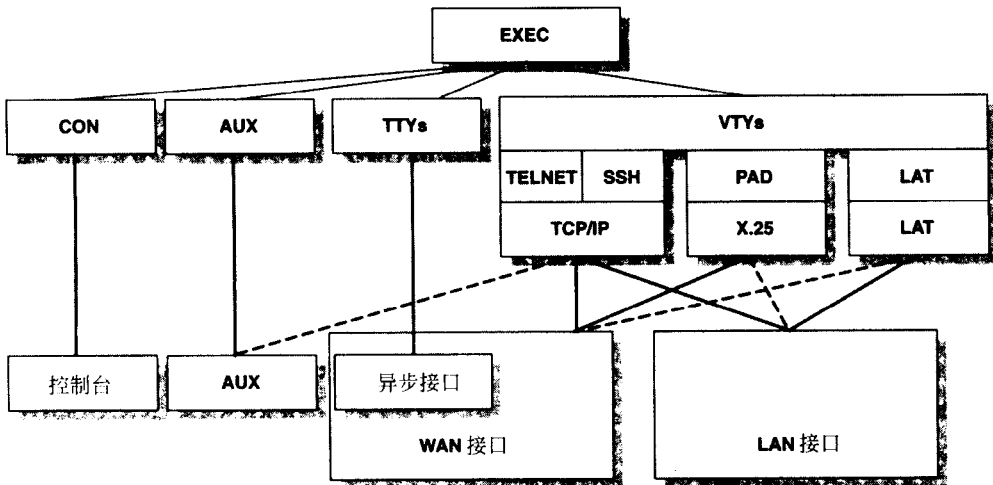 EXEC
CON
AUX
TTYs
VTYs
TELNET
SSH
PAD
LAT
TCP/IP
X.25
LAT
控制台
AUX
异步接口
WAN 接口
LAN 接口